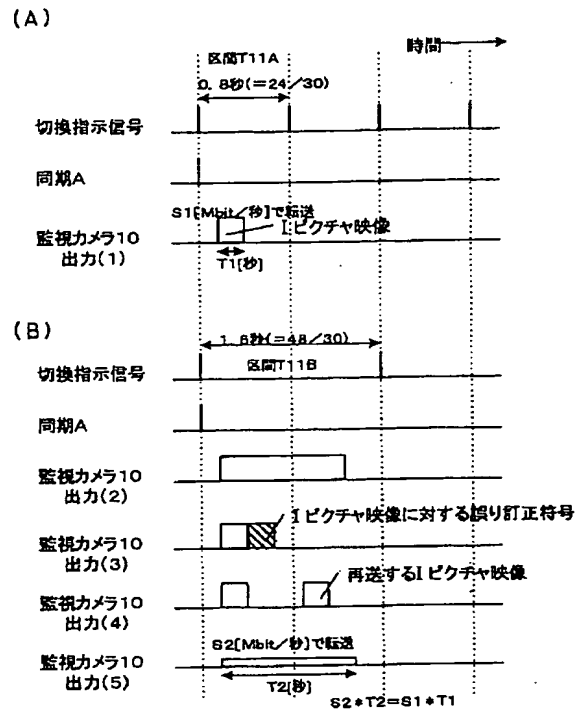 (A)
時間
区間T11A
0.8秒(=24/30)
切換指示信号
同期A
S1[Mbit/秒]で転送
Iピクチャ映像
監視カメラ10
出力(1)
T1[秒]
(B)
1.6秒(=48/30)
切換指示信号
区間T11B
同期A
監視カメラ10
出力(2)
Iピクチャ映像に対する誤り訂正符号
監視カメラ10
出力(3)
再送するIピクチャ映像
監視カメラ10
出力(4)
S2[Mbit/秒]で転送
監視カメラ10
出力(5)
T2[秒]
S2*T2=S1*T1